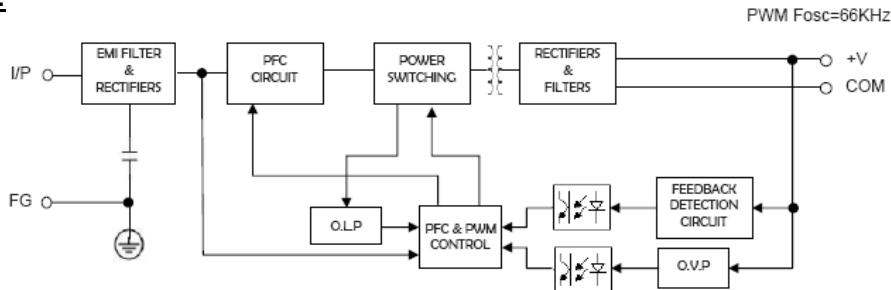 PWM Fosc=66KHz
I/P
EMI FILTER
&
RECTIFIERS
PFC
CIRCUIT
POWER
SWITCHING
RECTIFIERS
&
FILTERS
+V
COM
FG
O.L.P
PFC & PWM
CONTROL
FEEDBACK
DETECTION
CIRCUIT
O.V.P